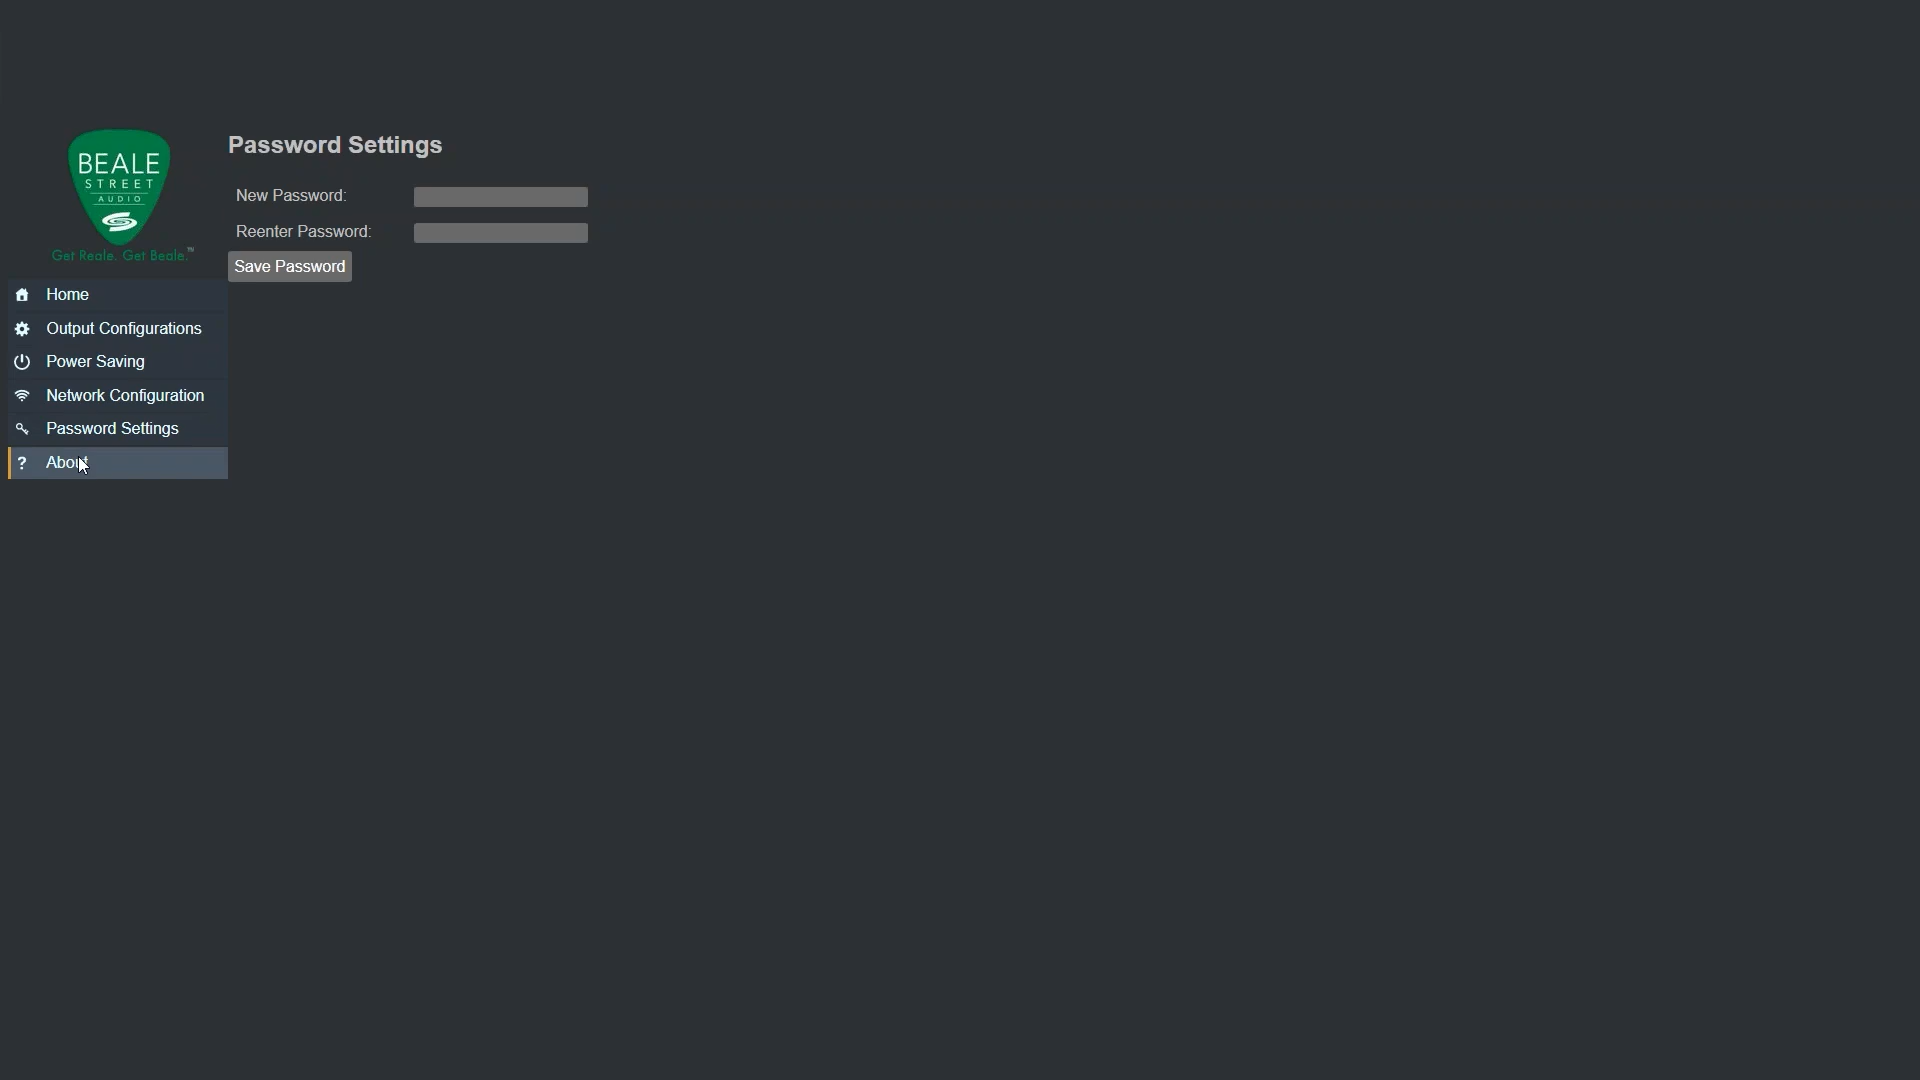 BEALE
STREET
AUDIO
Get Reale. Get Beale.™
Password Settings
New Password:
Reenter Password:
Save Password
Home
Output Configurations
Power Saving
Network Configuration
Password Settings
? About